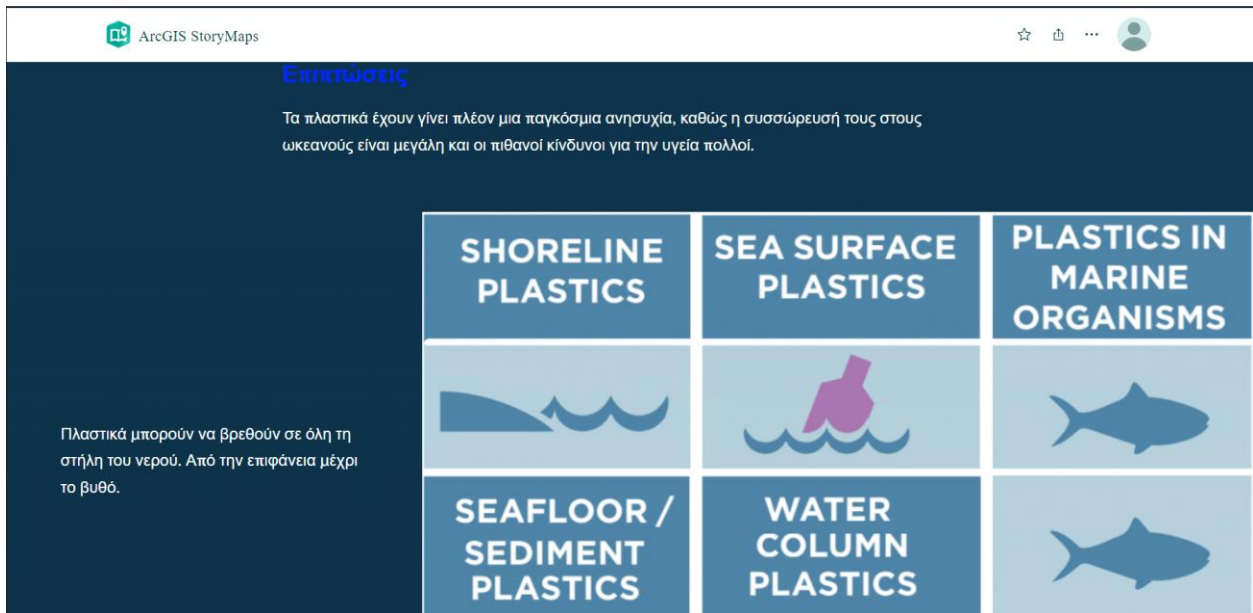 ArcGIS StoryMaps
Επιπτώσεις
Τα πλαστικά έχουν γίνει πλέον μια παγκόσμια ανησυχία, καθώς η συσσώρευσή τους στους
ωκεανούς είναι μεγάλη και οι πιθανοί κίνδυνοι για την υγεία πολλοί.
SHORELINE
PLASTICS
SEA SURFACE
PLASTICS
PLASTICS IN
MARINE
ORGANISMS
Πλαστικά μπορούν να βρεθούν σε όλη τη
στήλη του νερού. Από την επιφάνεια μέχρι
το βυθό.
SEAFLOOR /
SEDIMENT
PLASTICS
WATER
COLUMN
PLASTICS